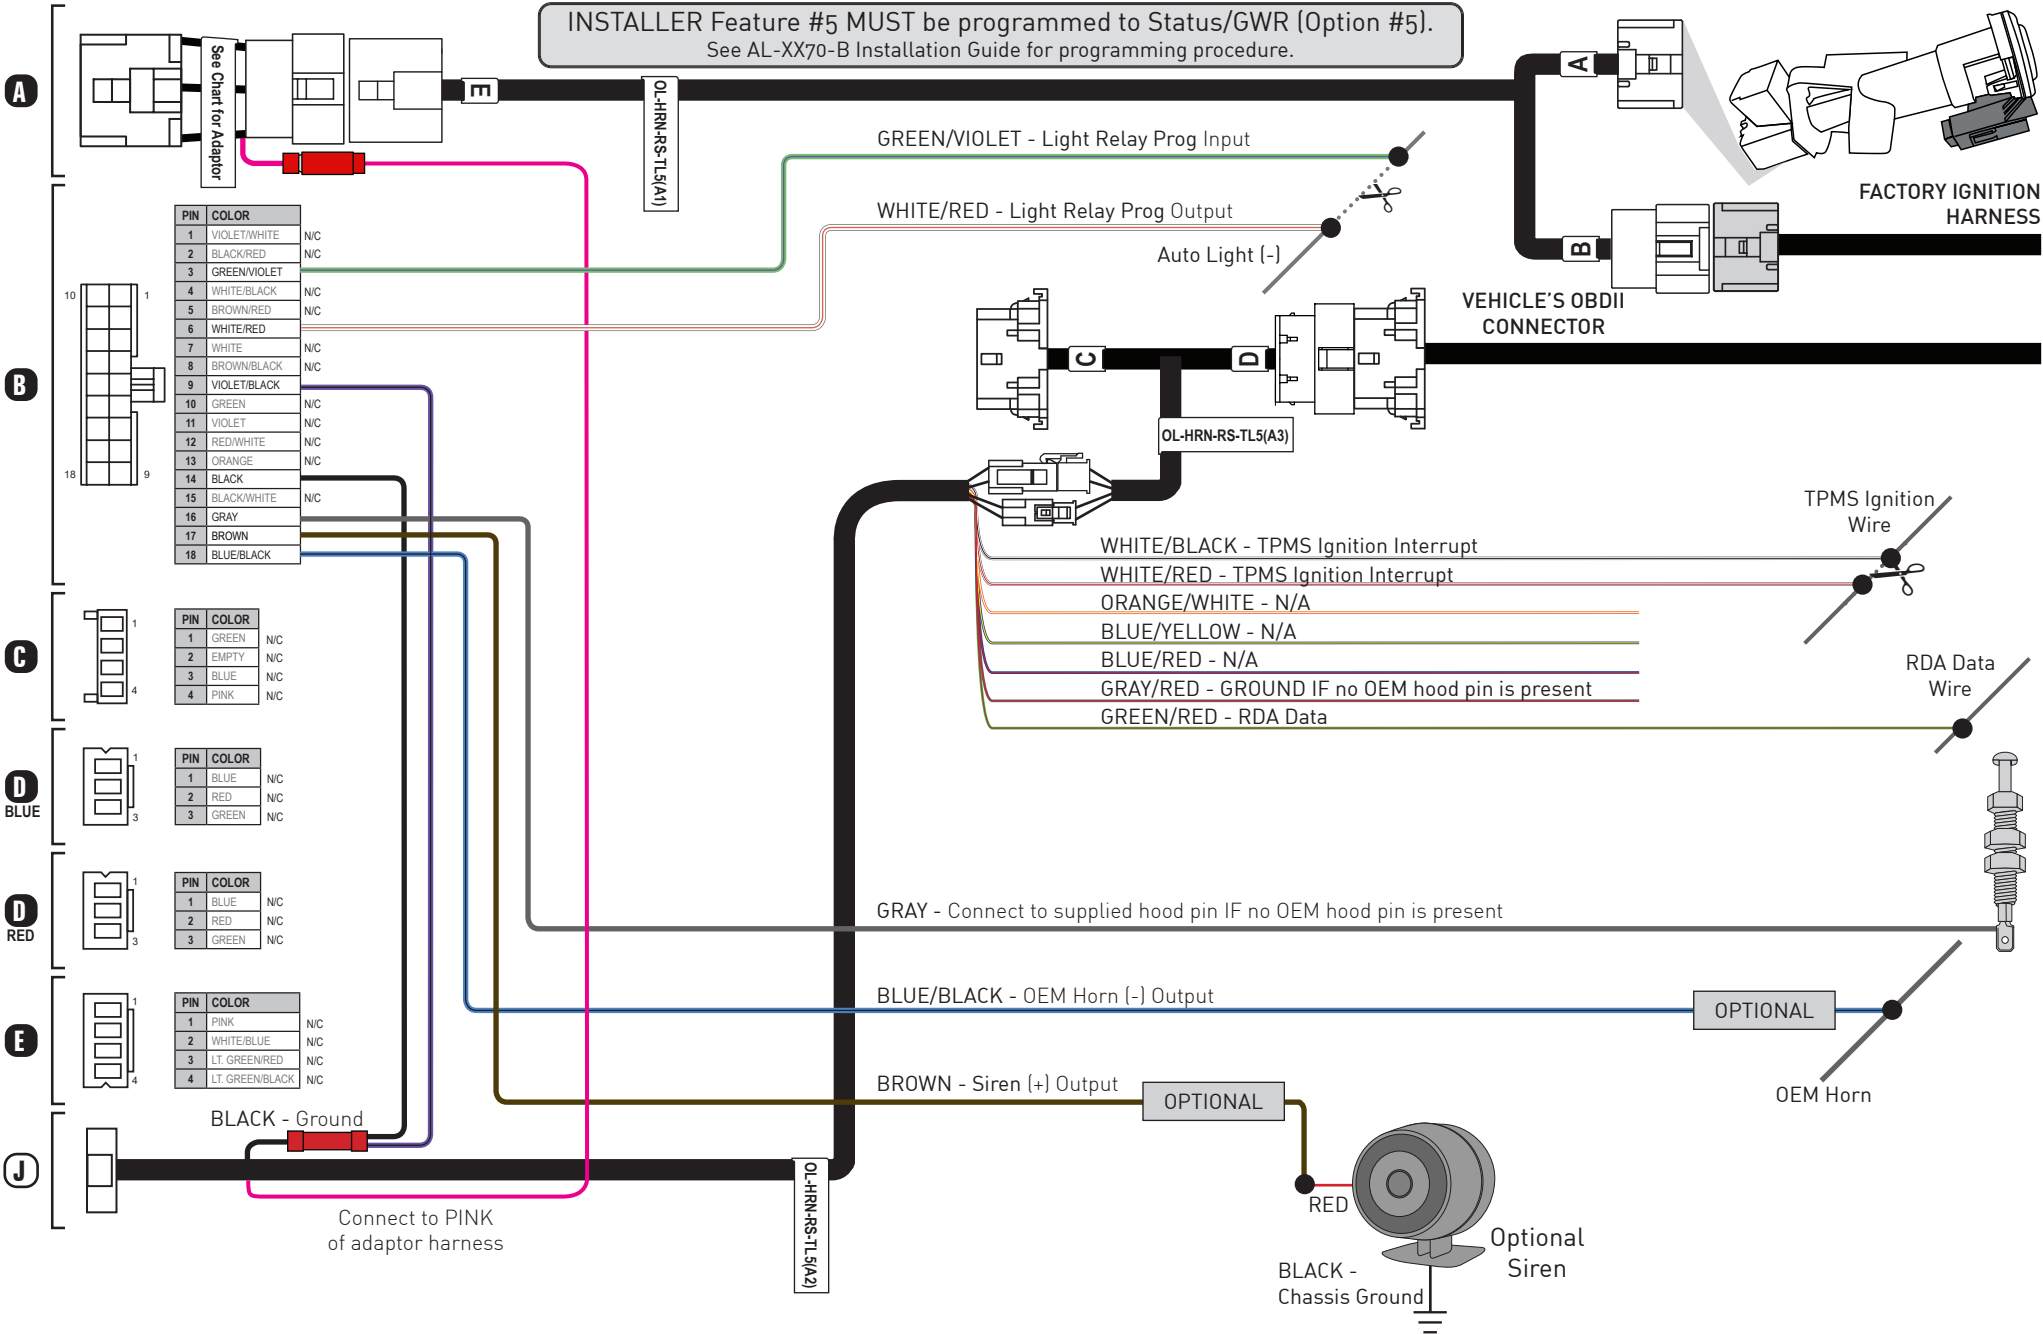 INSTALLER Feature #5 MUST be programmed to Status/GWR (Option #5).
See AL-XX70-B Installation Guide for programming procedure.
A
See Chart for Adaptor
E
OL-HRN-RS-TL5(A1)
A
B
FACTORY IGNITION
HARNESS
GREEN/VIOLET - Light Relay Prog Input
WHITE/RED - Light Relay Prog Output
Auto Light (-)
VEHICLE'S OBDII
CONNECTOR
C
D
OL-HRN-RS-TL5(A3)
B
10
1
18
9
PIN COLOR
1 VIOLET/WHITE N/C
2 BLACK/RED N/C
3 GREEN/VIOLET
4 WHITE/BLACK N/C
5 BROWN/RED N/C
6 WHITE/RED
7 WHITE N/C
8 BROWN/BLACK N/C
9 VIOLET/BLACK
10 GREEN N/C
11 VIOLET N/C
12 RED/WHITE N/C
13 ORANGE N/C
14 BLACK
15 BLACK/WHITE N/C
16 GRAY
17 BROWN
18 BLUE/BLACK
TPMS Ignition
Wire
WHITE/BLACK - TPMS Ignition Interrupt
WHITE/RED - TPMS Ignition Interrupt
ORANGE/WHITE - N/A
BLUE/YELLOW - N/A
BLUE/RED - N/A
GRAY/RED - GROUND IF no OEM hood pin is present
GREEN/RED - RDA Data
RDA Data
Wire
C
1
4
PIN COLOR
1 GREEN N/C
2 EMPTY N/C
3 BLUE N/C
4 PINK N/C
D
BLUE
1
3
PIN COLOR
1 BLUE N/C
2 RED N/C
3 GREEN N/C
D
RED
1
3
PIN COLOR
1 BLUE N/C
2 RED N/C
3 GREEN N/C
GRAY - Connect to supplied hood pin IF no OEM hood pin is present
E
1
4
PIN COLOR
1 PINK N/C
2 WHITE/BLUE N/C
3 LT. GREEN/RED N/C
4 LT. GREEN/BLACK N/C
BLUE/BLACK - OEM Horn (-) Output
OPTIONAL
OEM Horn
BROWN - Siren (+) Output
OPTIONAL
J
BLACK - Ground
Connect to PINK
of adaptor harness
OL-HRN-RS-TL5(A2)
RED
Optional
Siren
BLACK -
Chassis Ground